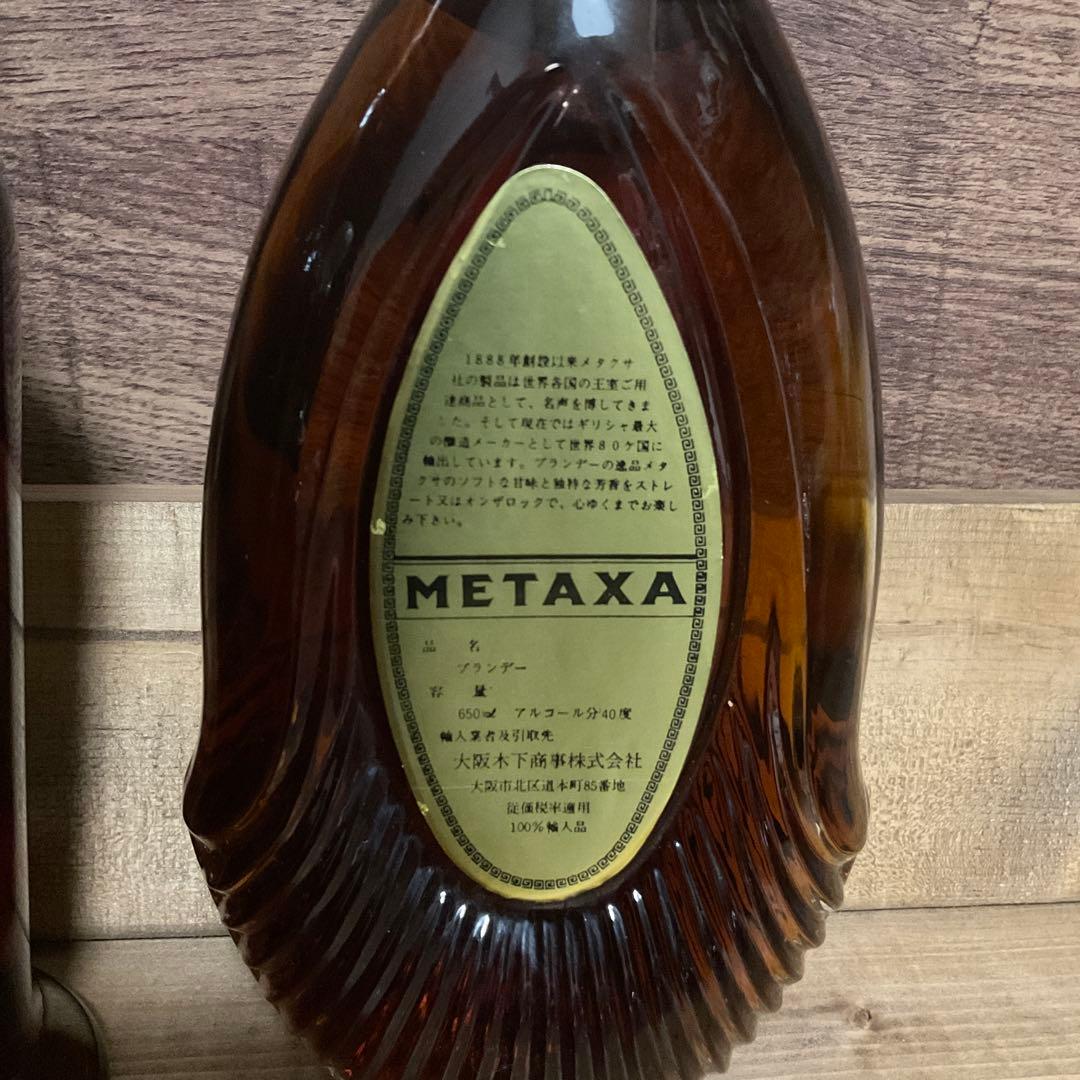 1888年創設以来メタクサ
社の製品は世界各国の王室ご用
達商品として、名声を博してきま
した。そして現在ではギリシャ最大
の醸造メーカーとして世界80ケ国に
輸出しています。ブランデーの逸品メタ
クサのソフトな甘味と独特な芳香をストレ
ート又はオンザロックで、心ゆくまでお楽し
み下さい。
METAXA
品名
ブランデー
容量
650ml アルコール分40度
輸入業者及引取先
大阪木下商事株式会社
大阪市北区道本町85番地
従価税率適用
100%輸入品